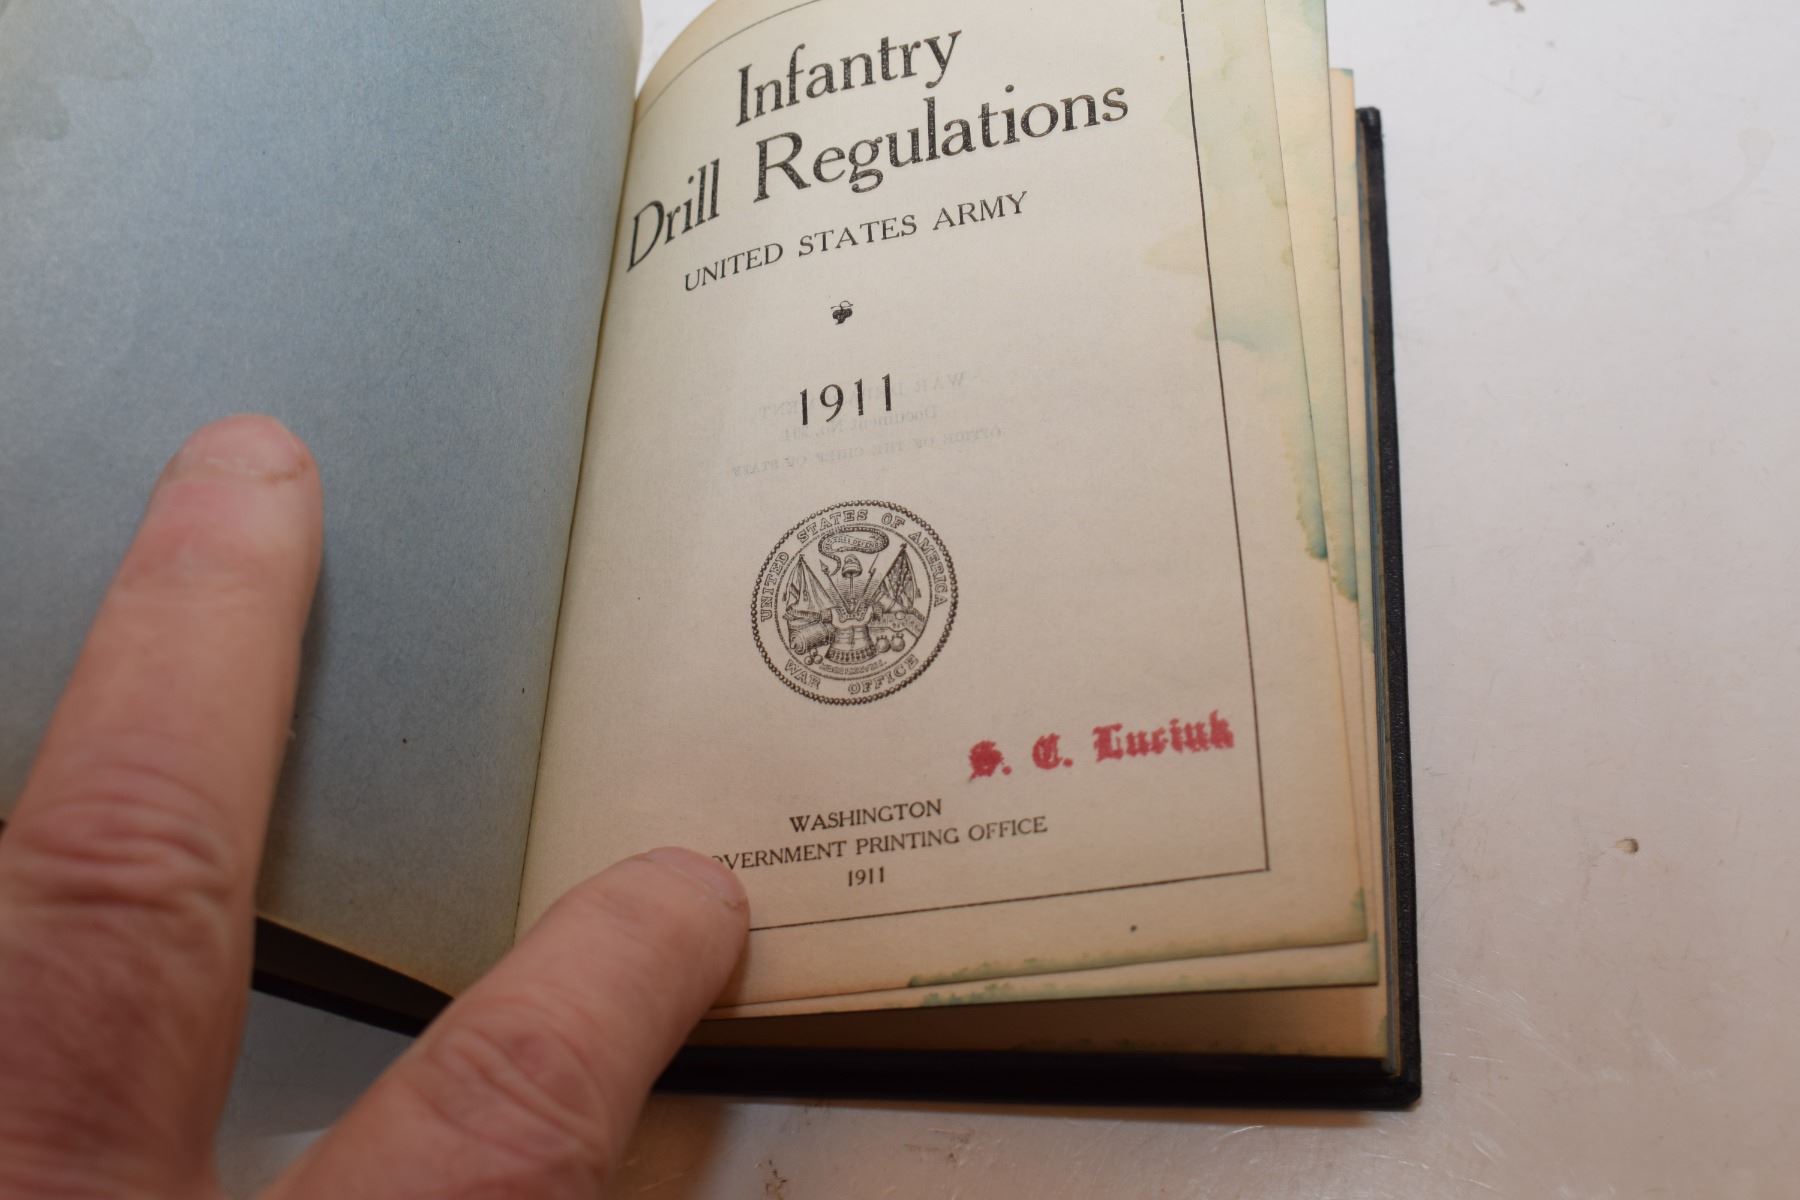 Infantry
Drill Regulations
UNITED STATES ARMY
1911
UNITED STATES OF AMERICA
WAR OFFICE
S. C. Luciuk
WASHINGTON
OVERNMENT PRINTING OFFICE
1911